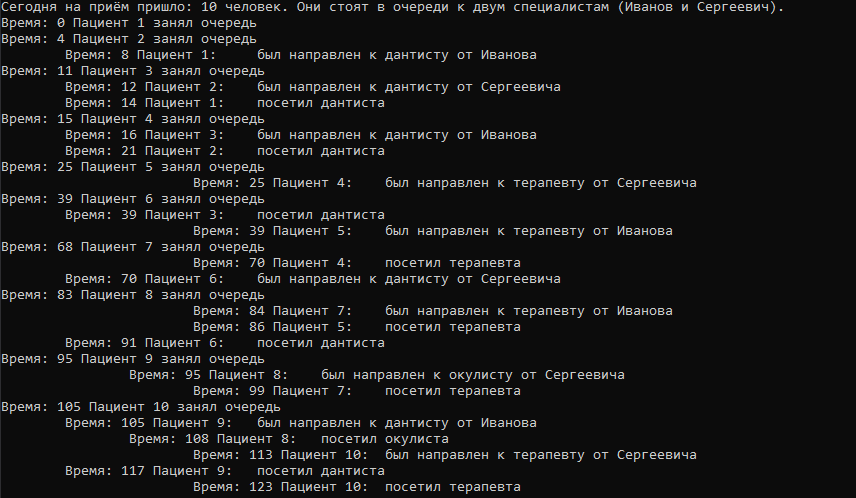 Сегодня на приём пришло: 10 человек. Они стоят в очереди к двум специалистам (Иванов и Сергеевич).
Время: 0 Пациент 1 занял очередь
Время: 4 Пациент 2 занял очередь
Время: 8 Пациент 1: был направлен к дантисту от Иванова
Время: 11 Пациент 3 занял очередь
Время: 12 Пациент 2: был направлен к дантисту от Сергеевича
Время: 14 Пациент 1: посетил дантиста
Время: 15 Пациент 4 занял очередь
Время: 16 Пациент 3: был направлен к дантисту от Иванова
Время: 21 Пациент 2: посетил дантиста
Время: 25 Пациент 5 занял очередь
Время: 25 Пациент 4: был направлен к терапевту от Сергеевича
Время: 39 Пациент 6 занял очередь
Время: 39 Пациент 3: посетил дантиста
Время: 39 Пациент 5: был направлен к терапевту от Иванова
Время: 68 Пациент 7 занял очередь
Время: 70 Пациент 4: посетил терапевта
Время: 70 Пациент 6: был направлен к дантисту от Сергеевича
Время: 83 Пациент 8 занял очередь
Время: 84 Пациент 7: был направлен к терапевту от Иванова
Время: 86 Пациент 5: посетил терапевта
Время: 91 Пациент 6: посетил дантиста
Время: 95 Пациент 9 занял очередь
Время: 95 Пациент 8: был направлен к окулисту от Сергеевича
Время: 99 Пациент 7: посетил терапевта
Время: 105 Пациент 10 занял очередь
Время: 105 Пациент 9: был направлен к дантисту от Иванова
Время: 108 Пациент 8: посетил окулиста
Время: 113 Пациент 10: был направлен к терапевту от Сергеевича
Время: 117 Пациент 9: посетил дантиста
Время: 123 Пациент 10: посетил терапевта